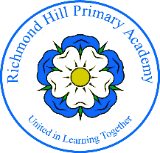 Richmond Hill Primary Academy
United in Learning Together